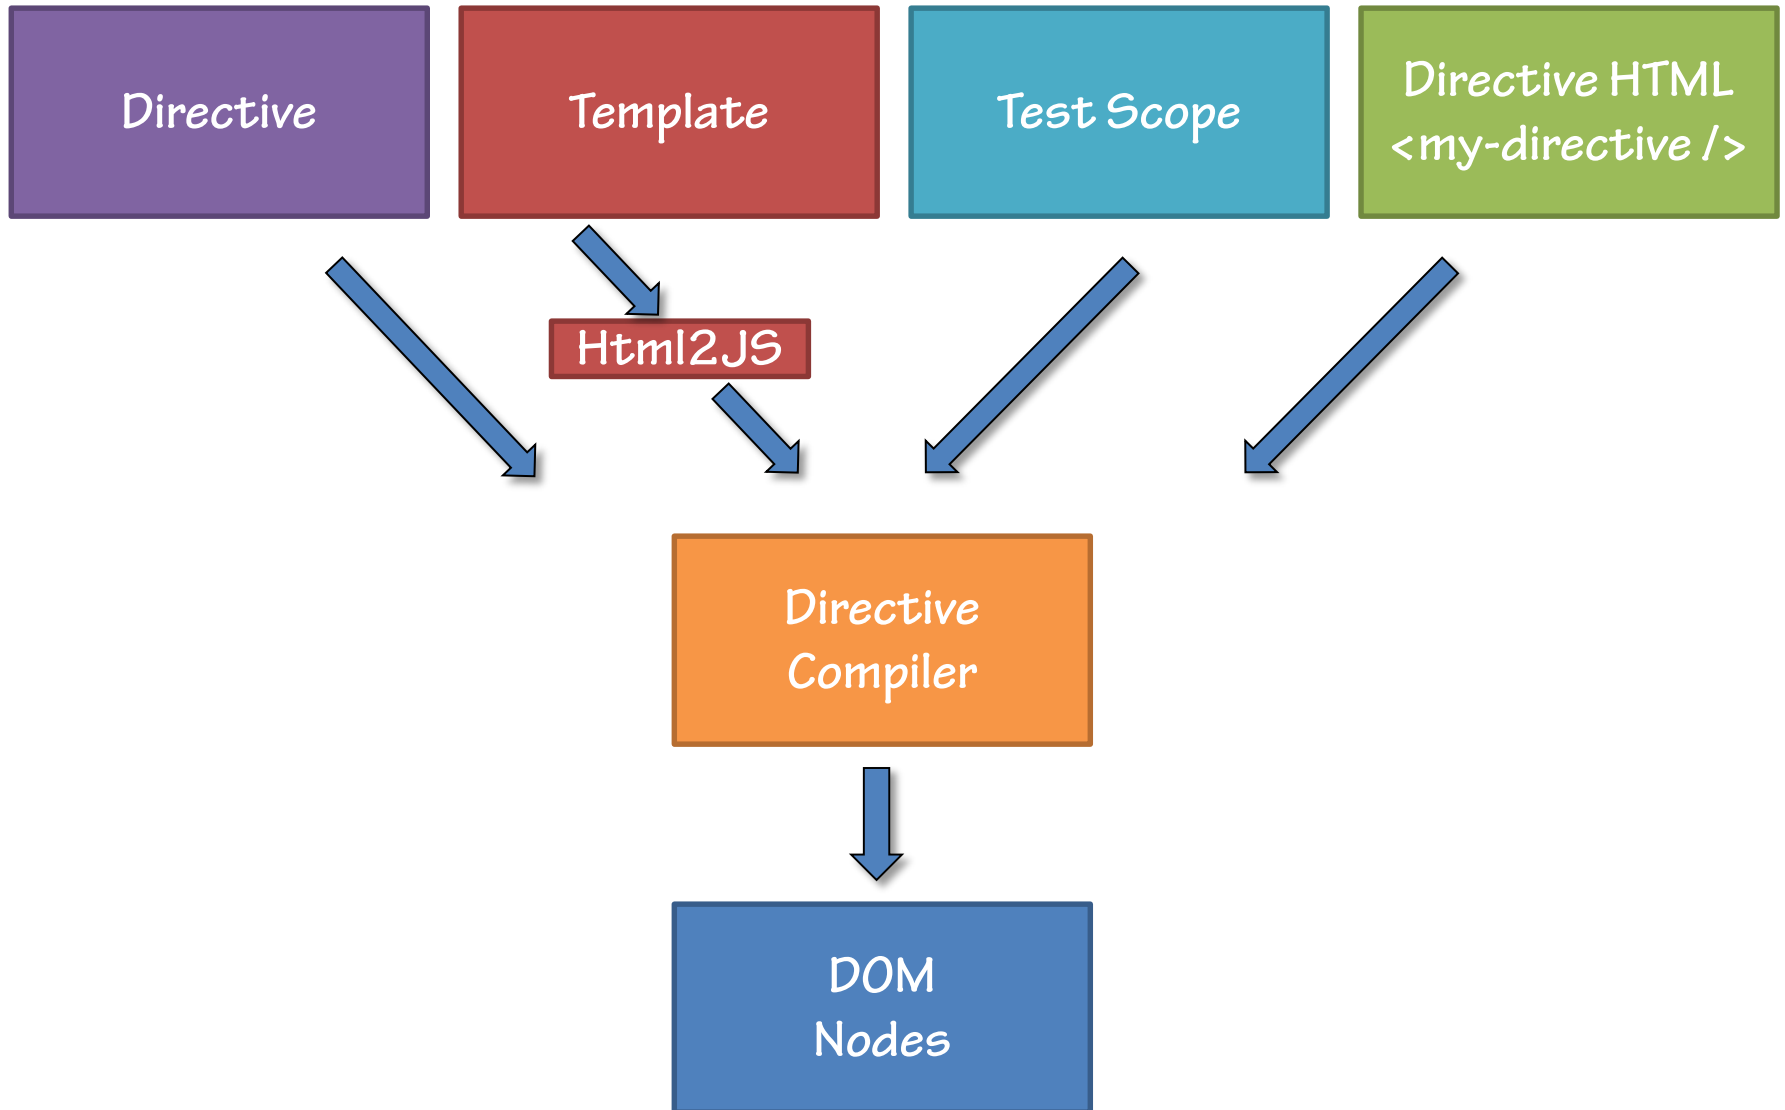 Directive
Template
Test Scope
Directive HTML
<my-directive />
Html2JS
Directive
Compiler
DOM
Nodes